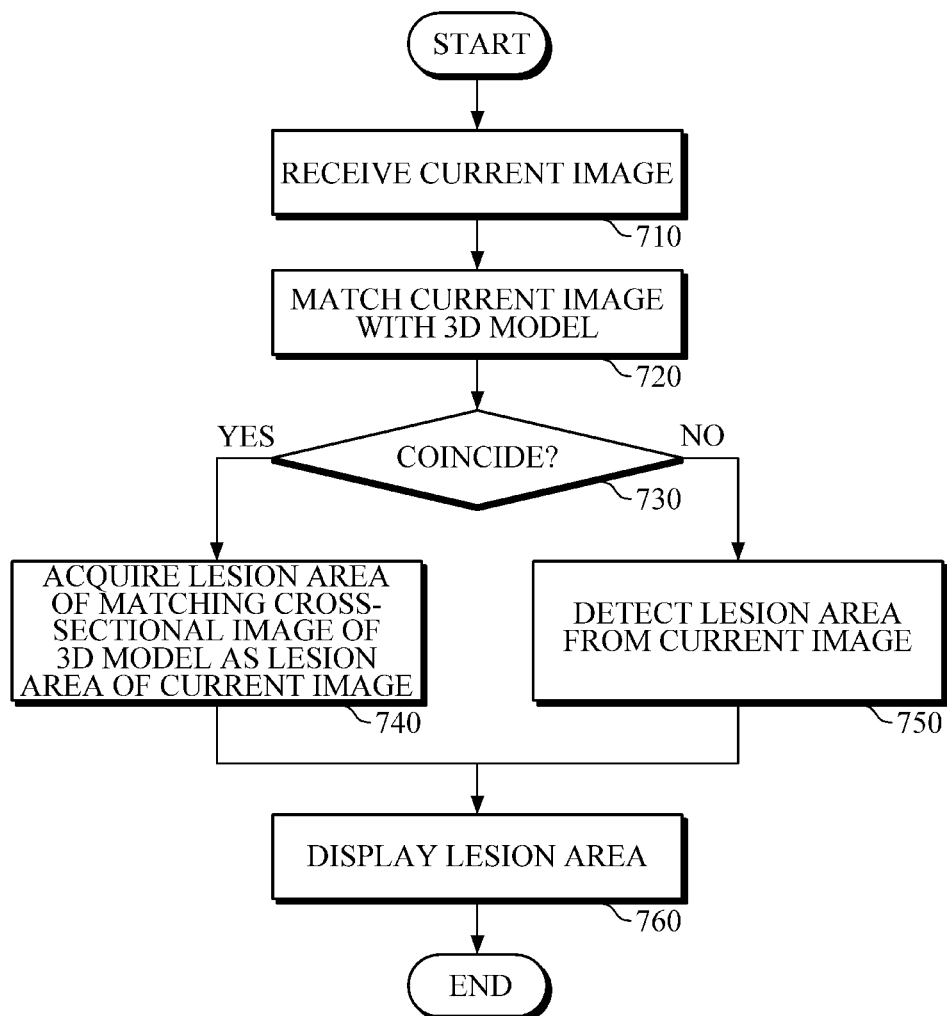 START
RECEIVE CURRENT IMAGE
710
MATCH CURRENT IMAGE
WITH 3D MODEL
720
YES
COINCIDE?
NO
730
ACQUIRE LESION AREA
OF MATCHING CROSS-
SECTIONAL IMAGE OF
3D MODEL AS LESION
AREA OF CURRENT IMAGE
740
DETECT LESION AREA
FROM CURRENT IMAGE
750
DISPLAY LESION AREA
760
END